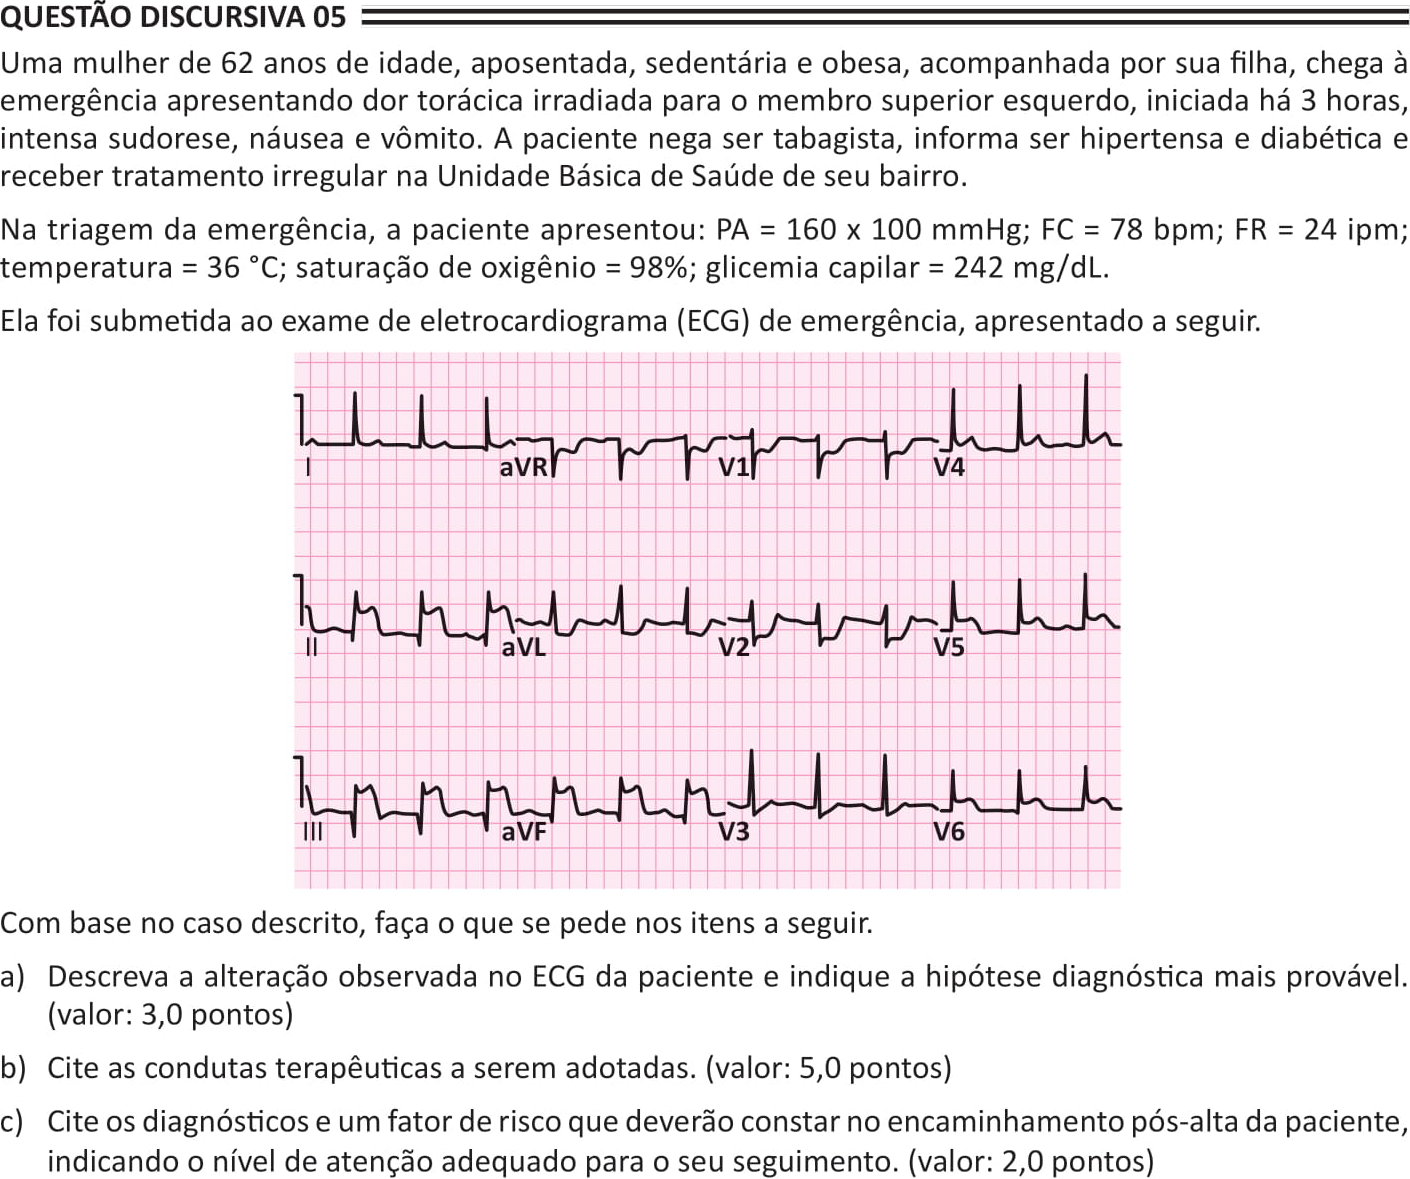 QUESTÃO DISCURSIVA 05
Uma mulher de 62 anos de idade, aposentada, sedentária e obesa, acompanhada por sua filha, chega à
emergência apresentando dor torácica irradiada para o membro superior esquerdo, iniciada há 3 horas,
intensa sudorese, náusea e vômito. A paciente nega ser tabagista, informa ser hipertensa e diabética e
receber tratamento irregular na Unidade Básica de Saúde de seu bairro.
Na triagem da emergência, a paciente apresentou: PA = 160 x 100 mmHg; FC = 78 bpm; FR = 24 ipm;
temperatura = 36 °C; saturação de oxigênio = 98%; glicemia capilar = 242 mg/dL.
Ela foi submetida ao exame de eletrocardiograma (ECG) de emergência, apresentado a seguir.
I aVR V1 V4
II aVL V2 V5
III aVF V3 V6
Com base no caso descrito, faça o que se pede nos itens a seguir.
a) Descreva a alteração observada no ECG da paciente e indique a hipótese diagnóstica mais provável.
(valor: 3,0 pontos)
b) Cite as condutas terapêuticas a serem adotadas. (valor: 5,0 pontos)
c) Cite os diagnósticos e um fator de risco que deverão constar no encaminhamento pós-alta da paciente,
indicando o nível de atenção adequado para o seu seguimento. (valor: 2,0 pontos)